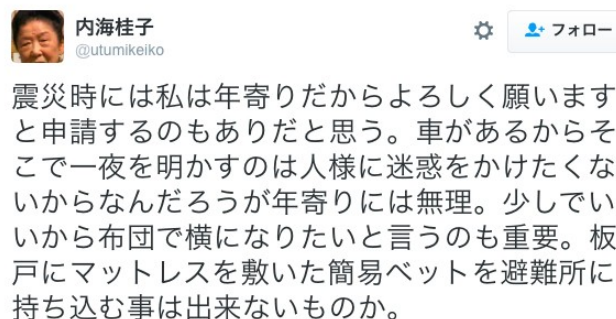 内海桂子
@utumikeiko
フォロー
震災時には私は年寄りだからよろしく願います
と申請するのもありだと思う。車があるからそ
こで一夜を明かすのは人様に迷惑をかけたくな
いからなんだろうが年寄りには無理。少しでい
いから布団で横になりたいと言うのも重要。板
戸にマットレスを敷いた簡易ベットを避難所に
持ち込む事は出来ないものか。